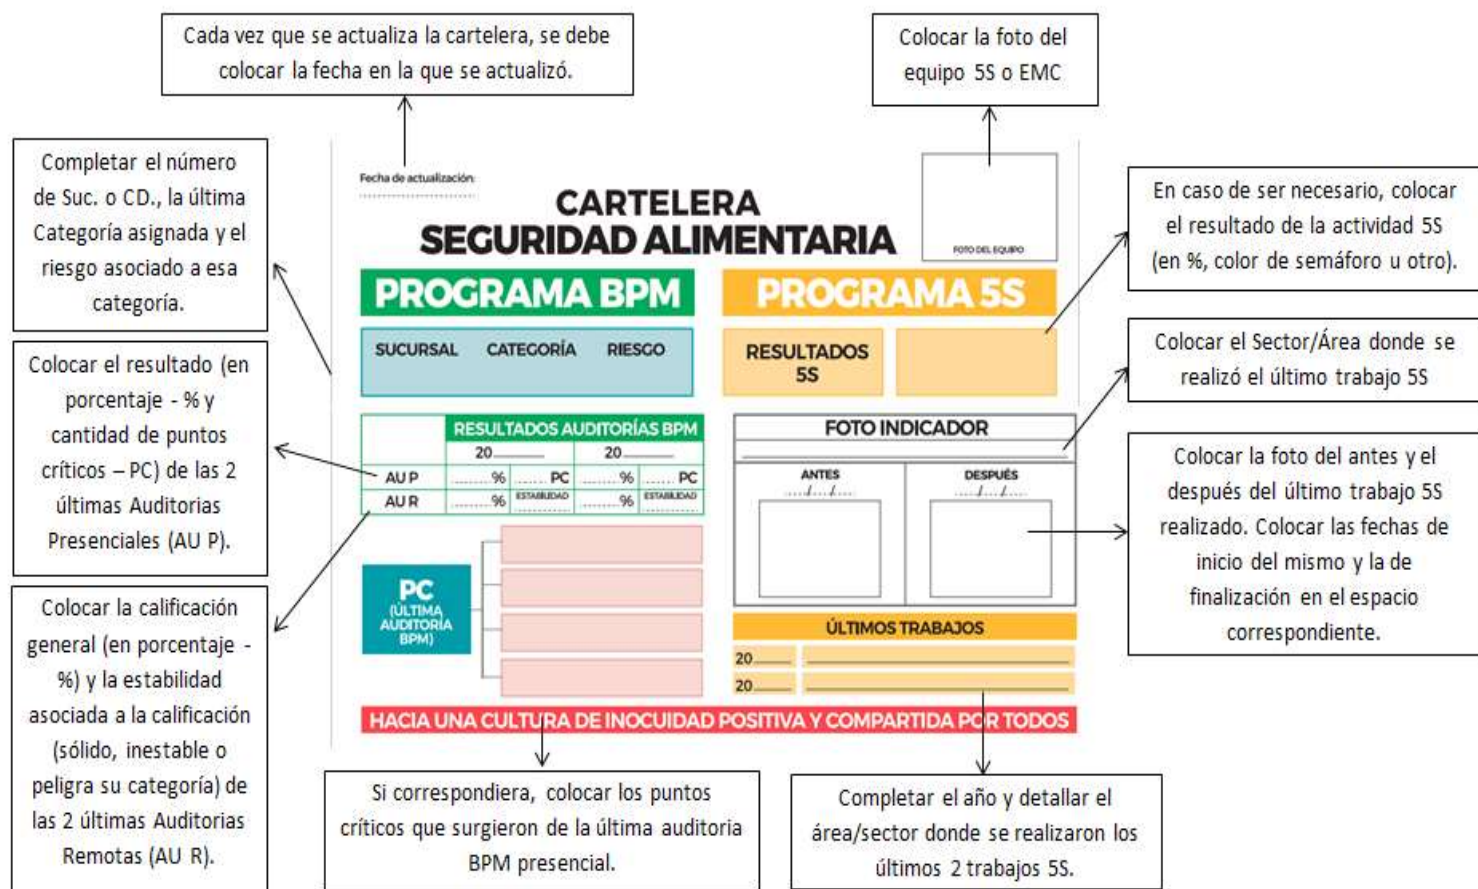 Cada vez que se actualiza la cartelera, se debe
colocar la fecha en la que se actualizó.
Colocar la foto del
equipo 5S o EMC
Completar el número
de Suc. o CD., la última
Categoría asignada y el
riesgo asociado a esa
categoría.
Fecha de actualización:
CARTELERA
SEGURIDAD ALIMENTARIA
FOTO DEL EQUIPO
En caso de ser necesario, colocar
el resultado de la actividad 5S
(en %, color de semáforo u otro).
PROGRAMA BPM
PROGRAMA 5S
SUCURSAL CATEGORÍA RIESGO
RESULTADOS
5S
Colocar el Sector/Área donde se
realizó el último trabajo 5S
Colocar el resultado (en
porcentaje - % y
cantidad de puntos
críticos – PC) de las 2
últimas Auditorias
Presenciales (AU P).
RESULTADOS AUDITORÍAS BPM
20______ 20______
AU P ........% ...... PC ........% ...... PC
AU R ........% ESTABILIDAD ........% ESTABILIDAD
FOTO INDICADOR
ANTES DESPUÉS
...../...../..... ...../...../.....
Colocar la foto del antes y el
después del último trabajo 5S
realizado. Colocar las fechas de
inicio del mismo y la de
finalización en el espacio
correspondiente.
PC
(ÚLTIMA
AUDITORÍA
BPM)
Colocar la calificación
general (en porcentaje -
%) y la estabilidad
asociada a la calificación
(sólido, inestable o
peligra su categoría) de
las 2 últimas Auditorias
Remotas (AU R).
ÚLTIMOS TRABAJOS
20_____
20_____
HACIA UNA CULTURA DE INOCUIDAD POSITIVA Y COMPARTIDA POR TODOS
Si correspondiera, colocar los puntos
críticos que surgieron de la última auditoria
BPM presencial.
Completar el año y detallar el
área/sector donde se realizaron los
últimos 2 trabajos 5S.